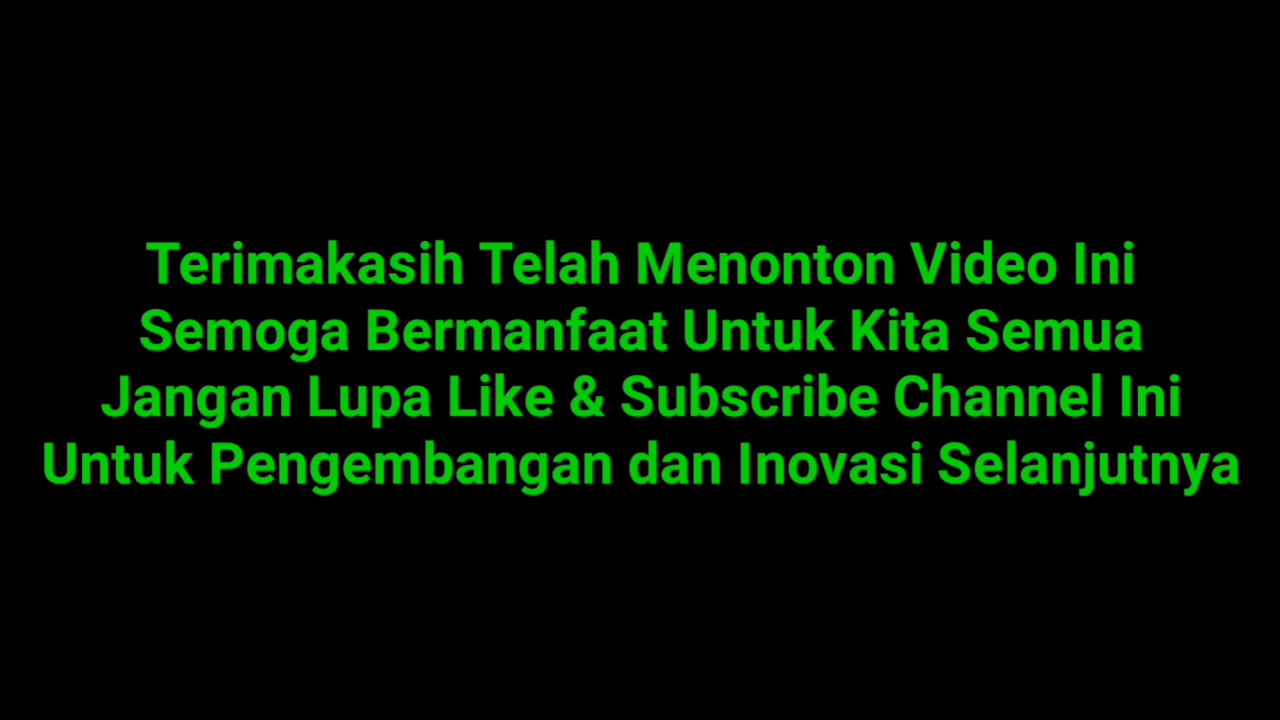 Terimakasih Telah Menonton Video Ini
Semoga Bermanfaat Untuk Kita Semua
Jangan Lupa Like & Subscribe Channel Ini
Untuk Pengembangan dan Inovasi Selanjutnya